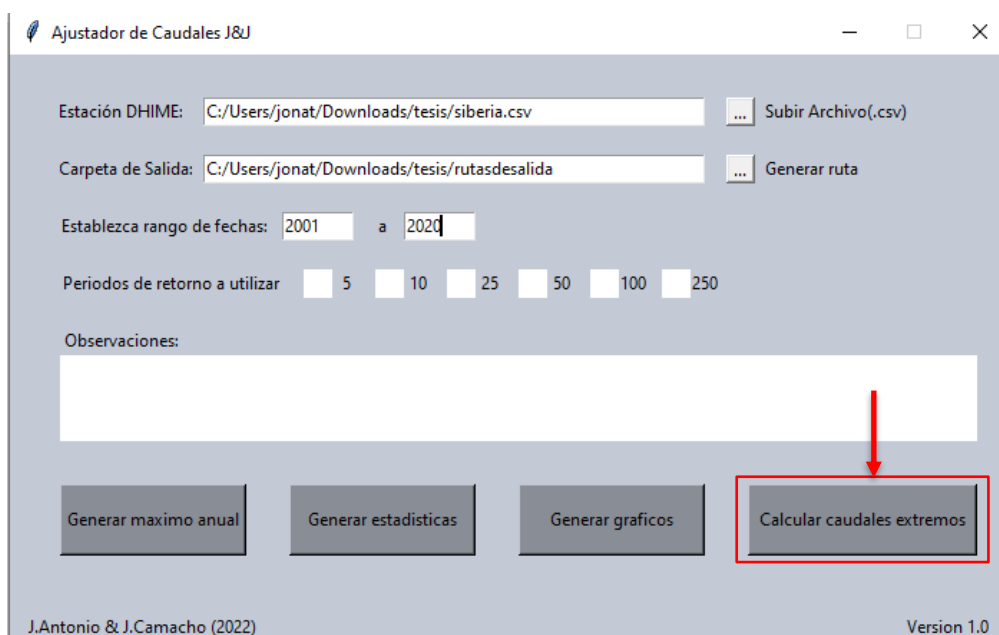 Ajustador de Caudales J&J
Estación DHIME: C:/Users/jonat/Downloads/tesis/siberia.csv ... Subir Archivo(.csv)
Carpeta de Salida: C:/Users/jonat/Downloads/tesis/rutasdesalida ... Generar ruta
Establezca rango de fechas: 2001 a 2020
Periodos de retorno a utilizar 5 10 25 50 100 250
Observaciones:
Generar maximo anual Generar estadisticas Generar graficos Calcular caudales extremos
J.Antonio & J.Camacho (2022) Version 1.0